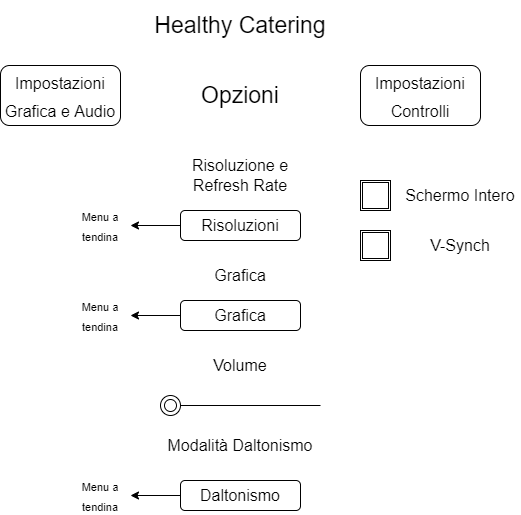 Healthy Catering
Impostazioni
Grafica e Audio
Opzioni
Impostazioni
Controlli
Risoluzione e
Refresh Rate
Schermo Intero
Menu a
tendina
Risoluzioni
V-Synch
Grafica
Menu a
tendina
Grafica
Volume
Modalità Daltonismo
Menu a
tendina
Daltonismo